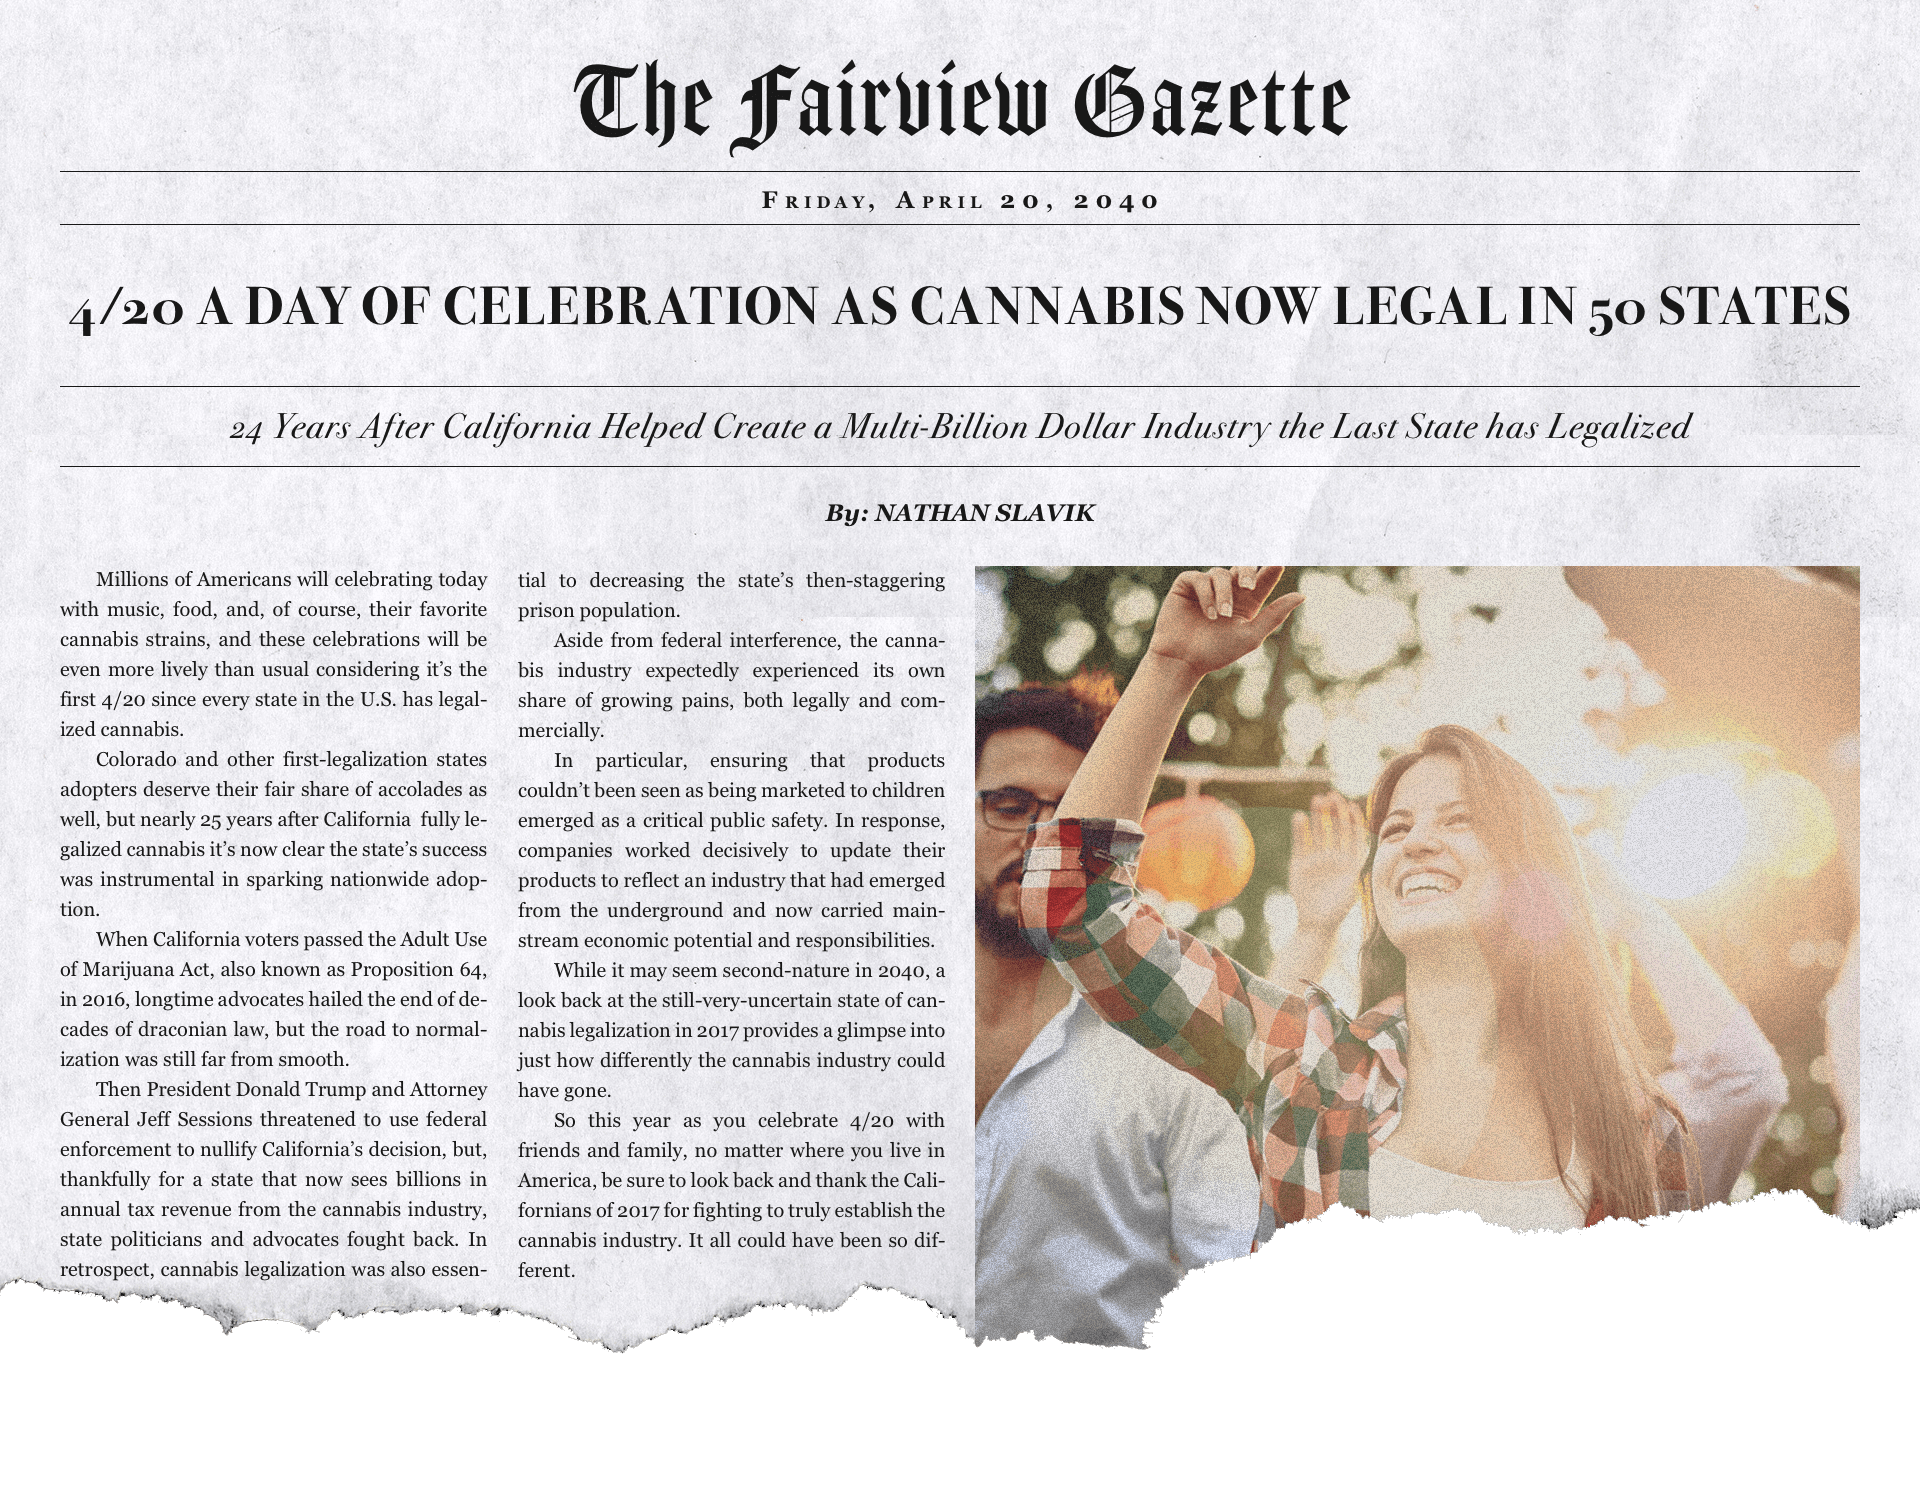 The Fairview Gazette
Friday, April 20, 2040
4/20 A DAY OF CELEBRATION AS CANNABIS NOW LEGAL IN 50 STATES
24 Years After California Helped Create a Multi-Billion Dollar Industry the Last State has Legalized
By: NATHAN SLAVIK
Millions of Americans will celebrating today
with music, food, and, of course, their favorite
cannabis strains, and these celebrations will be
even more lively than usual considering it’s the
first 4/20 since every state in the U.S. has legal-
ized cannabis.
Colorado and other first-legalization states
adopters deserve their fair share of accolades as
well, but nearly 25 years after California fully le-
galized cannabis it’s now clear the state’s success
was instrumental in sparking nationwide adop-
tion.
When California voters passed the Adult Use
of Marijuana Act, also known as Proposition 64,
in 2016, longtime advocates hailed the end of de-
cades of draconian law, but the road to normal-
ization was still far from smooth.
Then President Donald Trump and Attorney
General Jeff Sessions threatened to use federal
enforcement to nullify California’s decision, but,
thankfully for a state that now sees billions in
annual tax revenue from the cannabis industry,
state politicians and advocates fought back. In
retrospect, cannabis legalization was also essen-
tial to decreasing the state’s then-staggering
prison population.
Aside from federal interference, the canna-
bis industry expectedly experienced its own
share of growing pains, both legally and com-
mercially.
In particular, ensuring that products
couldn’t been seen as being marketed to children
emerged as a critical public safety. In response,
companies worked decisively to update their
products to reflect an industry that had emerged
from the underground and now carried main-
stream economic potential and responsibilities.
While it may seem second-nature in 2040, a
look back at the still-very-uncertain state of can-
nabis legalization in 2017 provides a glimpse into
just how differently the cannabis industry could
have gone.
So this year as you celebrate 4/20 with
friends and family, no matter where you live in
America, be sure to look back and thank the Cali-
fornians of 2017 for fighting to truly establish the
cannabis industry. It all could have been so dif-
ferent.